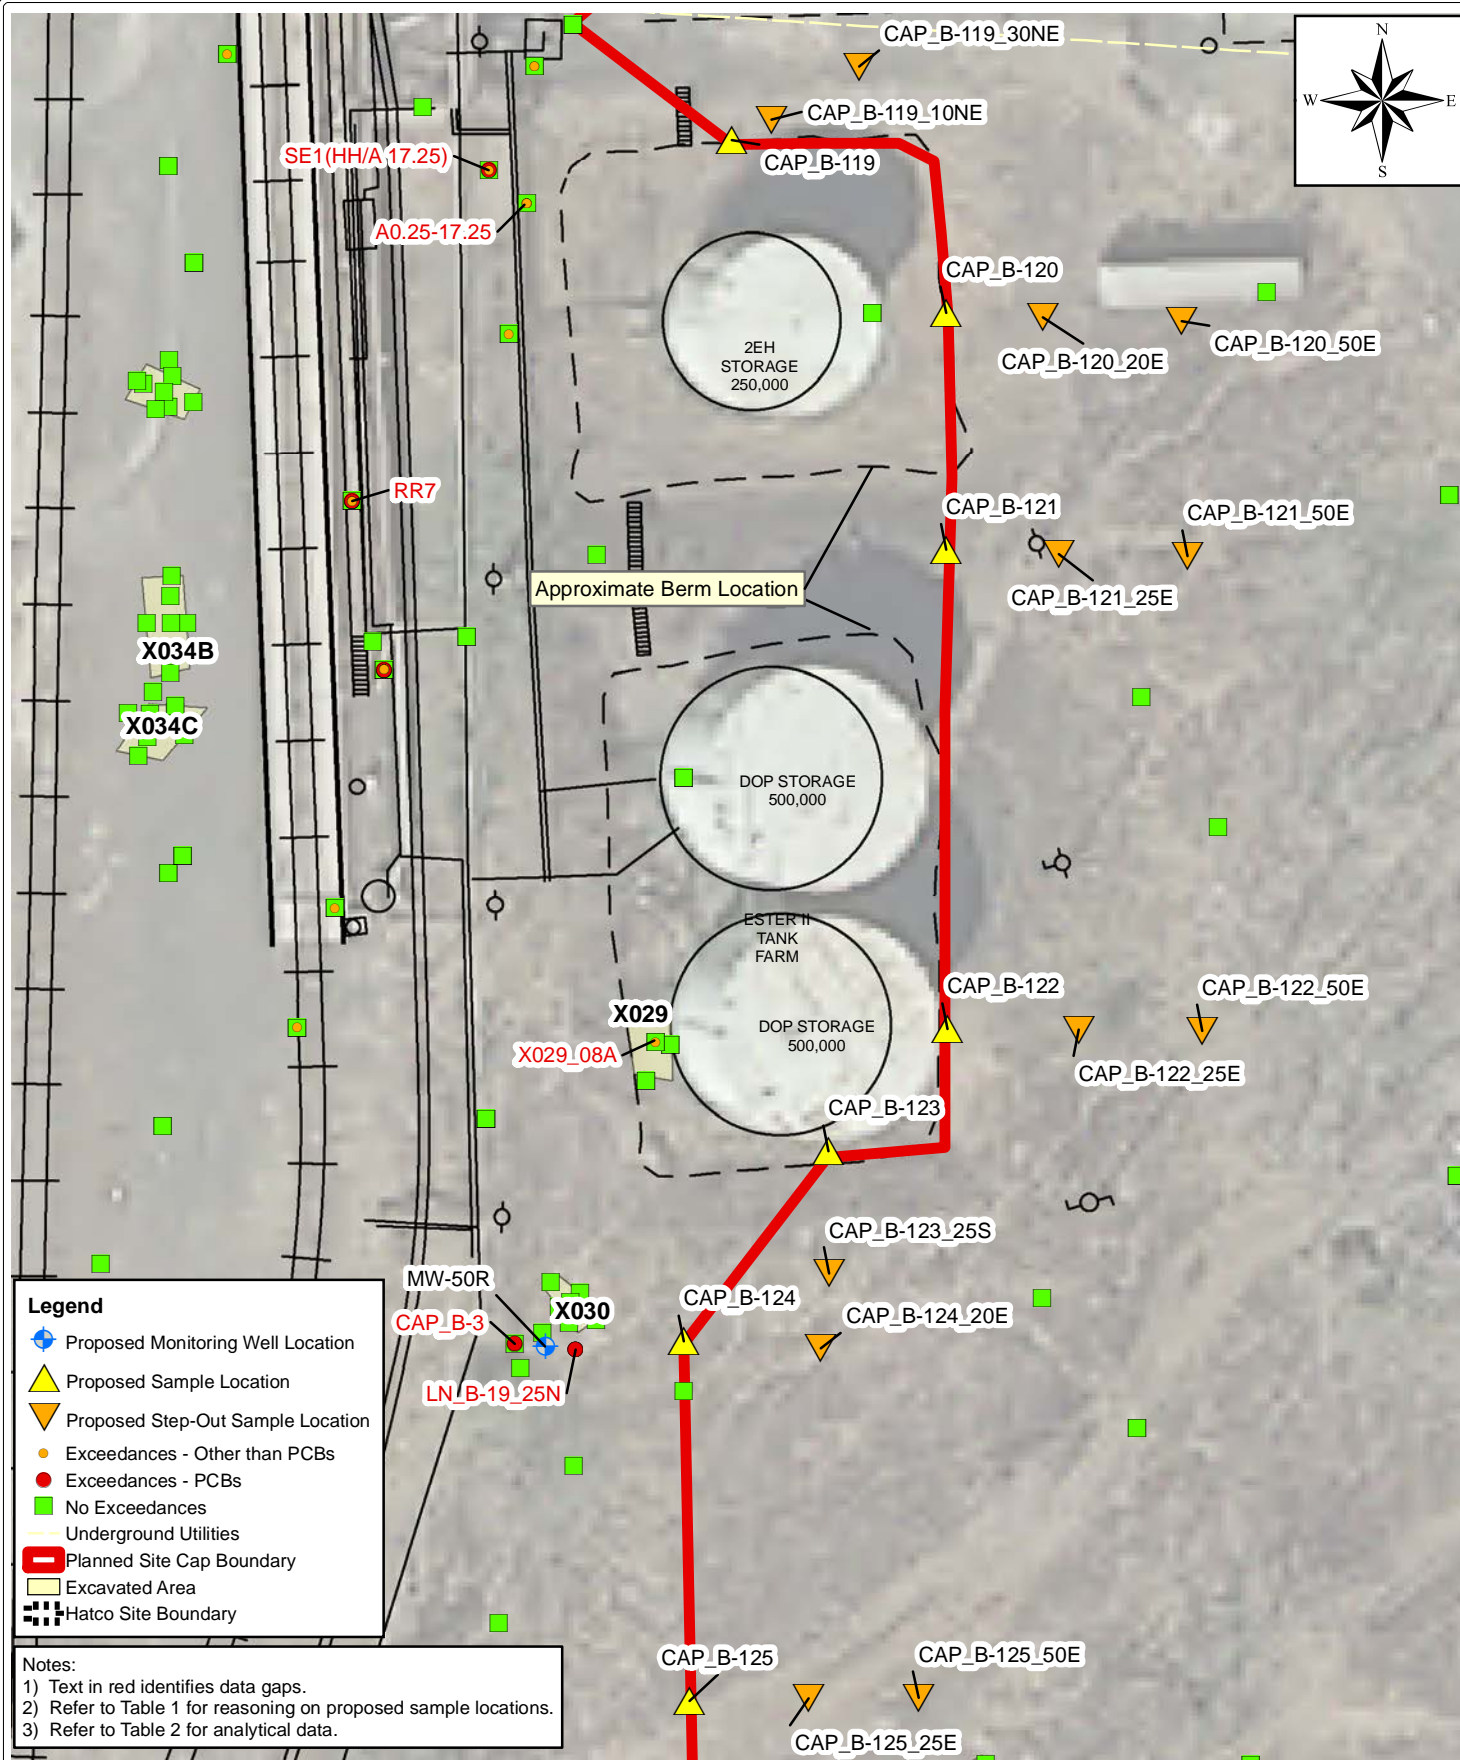 CAP_B-119_30NE
N
W
E
S
CAP_B-119_10NE
SE1(HH/A 17.25)
CAP_B-119
A0.25-17.25
CAP_B-120
2EH
STORAGE
250,000
CAP_B-120_20E
CAP_B-120_50E
RR7
CAP_B-121
CAP_B-121_50E
Approximate Berm Location
CAP_B-121_25E
X034B
X034C
DOP STORAGE
500,000
ESTER II
TANK
FARM
CAP_B-122
CAP_B-122_50E
X029
DOP STORAGE
500,000
X029_08A
CAP_B-122_25E
CAP_B-123
CAP_B-123_25S
MW-50R
X030
CAP_B-124
CAP_B-124_20E
CAP_B-3
LN_B-19_25N
Legend
Proposed Monitoring Well Location
Proposed Sample Location
Proposed Step-Out Sample Location
Exceedances - Other than PCBs
Exceedances - PCBs
No Exceedances
Underground Utilities
Planned Site Cap Boundary
Excavated Area
Hatco Site Boundary
CAP_B-125
CAP_B-125_50E
CAP_B-125_25E
Notes:
1) Text in red identifies data gaps.
2) Refer to Table 1 for reasoning on proposed sample locations.
3) Refer to Table 2 for analytical data.